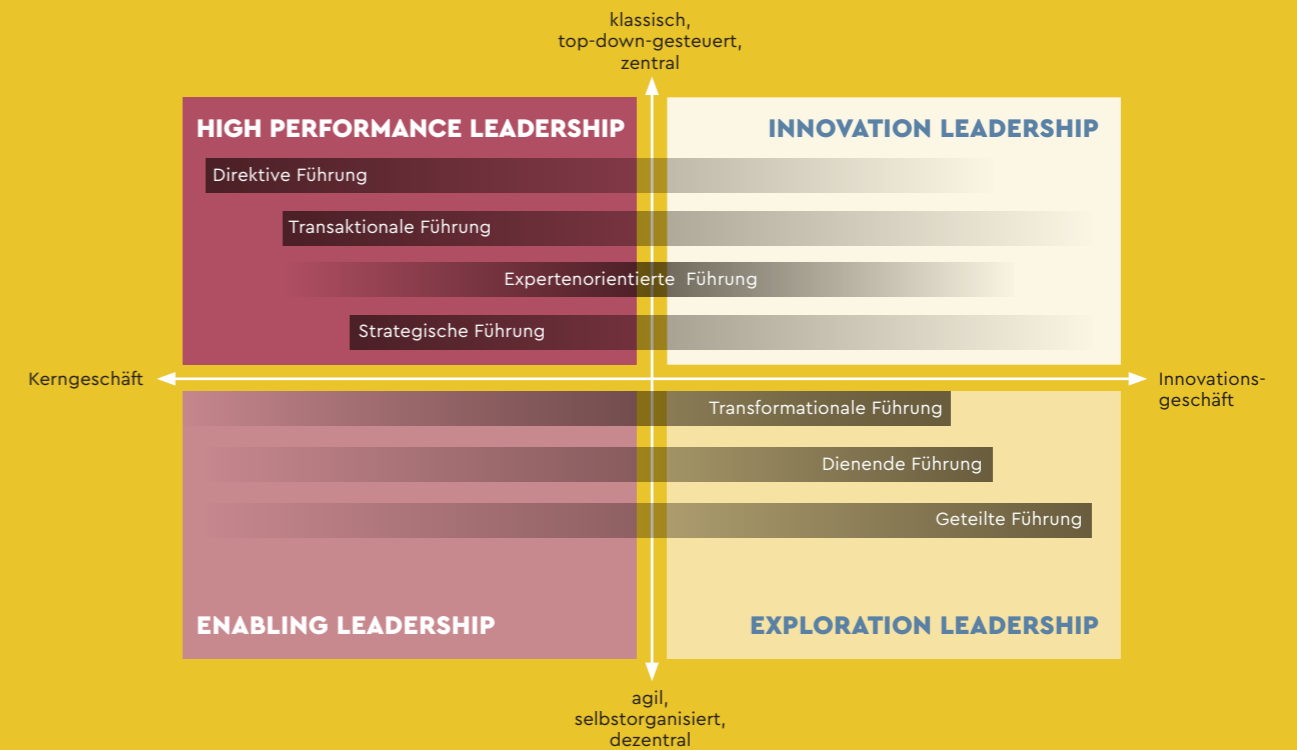 klassisch,
top-down-gesteuert,
zentral
HIGH PERFORMANCE LEADERSHIP
INNOVATION LEADERSHIP
Direktive Führung
Transaktionale Führung
Expertenorientierte Führung
Strategische Führung
Kerngeschäft
Innovations-
geschäft
Transformationale Führung
Dienende Führung
Geteilte Führung
ENABLING LEADERSHIP
EXPLORATION LEADERSHIP
agil,
selbstorganisiert,
dezentral